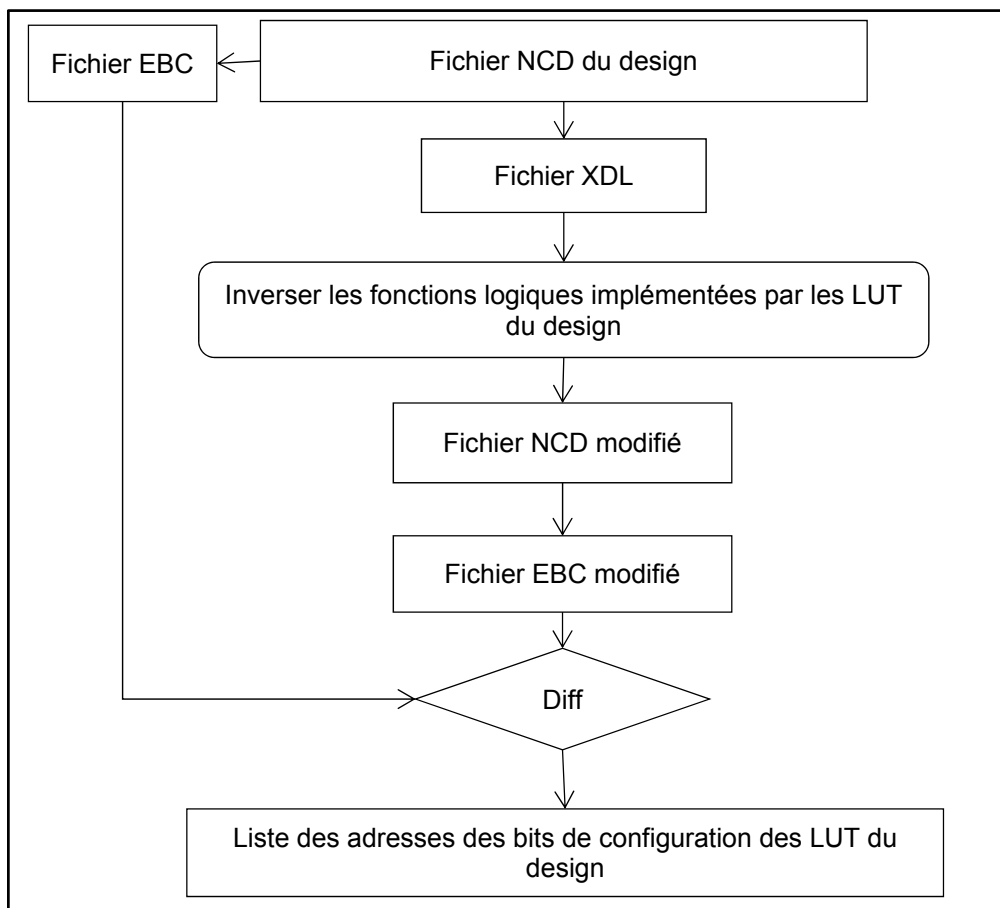 Fichier EBC
Fichier NCD du design
Fichier XDL
Inverser les fonctions logiques implémentées par les LUT
du design
Fichier NCD modifié
Fichier EBC modifié
Diff
Liste des adresses des bits de configuration des LUT du
design